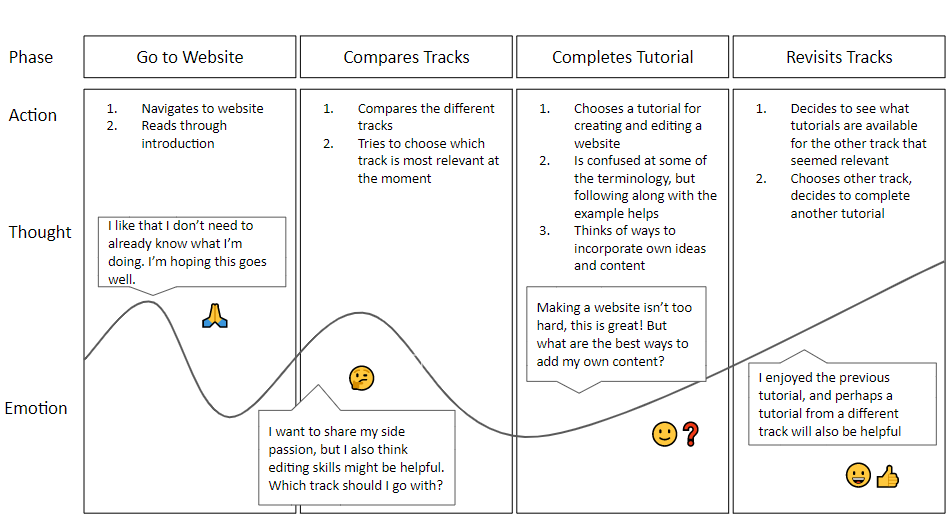 Phase
Go to Website
Compares Tracks
Completes Tutorial
Revisits Tracks
Action
1. Navigates to website
2. Reads through
introduction
1. Compares the different
tracks
2. Tries to choose which
track is most relevant at
the moment
1. Chooses a tutorial for
creating and editing a
website
2. Is confused at some of
the terminology, but
following along with the
example helps
3. Thinks of ways to
incorporate own ideas
and content
1. Decides to see what
tutorials are available
for the other track that
seemed relevant
2. Chooses other track,
decides to complete
another tutorial
Thought
I like that I don’t need to
already know what I’m
doing. I’m hoping this goes
well.
Making a website isn’t too
hard, this is great! But
what are the best ways to
add my own content?
I enjoyed the previous
tutorial, and perhaps a
tutorial from a different
track will also be helpful
Emotion
I want to share my side
passion, but I also think
editing skills might be helpful.
Which track should I go with?